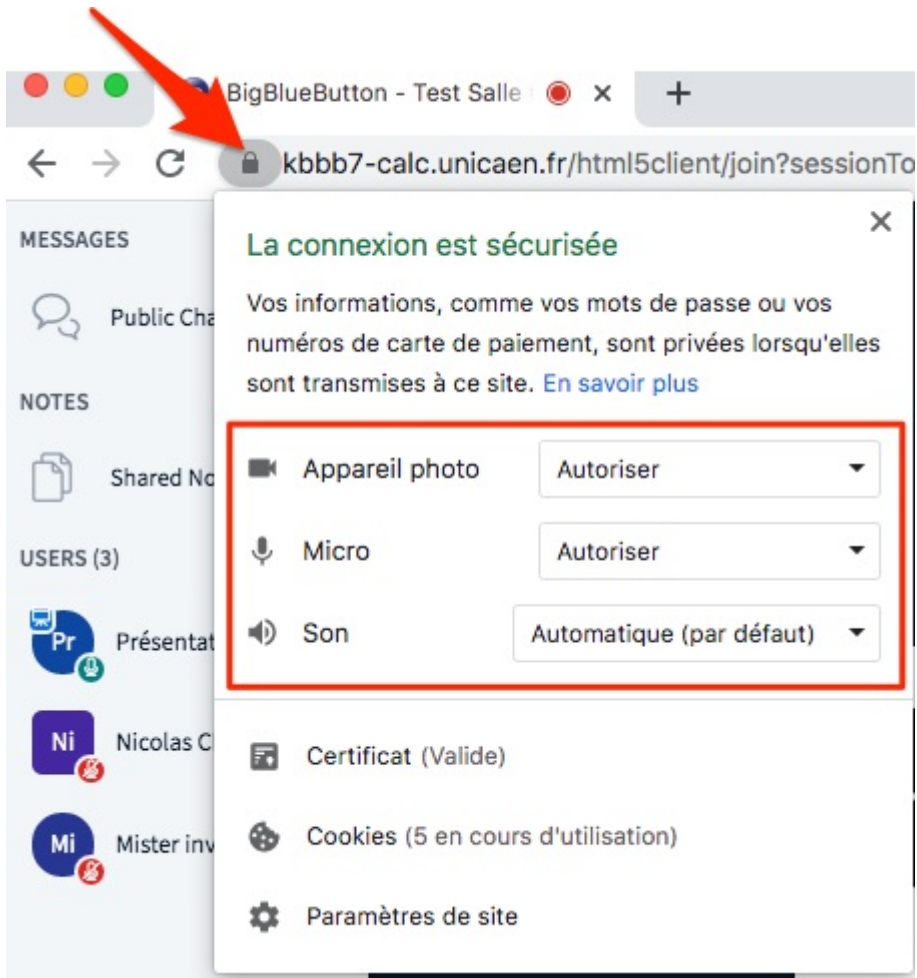 BigBlueButton - Test Salle
kbbb7-calc.unicaen.fr/html5client/join?sessionTo
MESSAGES
Public Cha
NOTES
Shared No
USERS (3)
Pr
Présentat
Ni
Nicolas C
Mi
Mister inv
La connexion est sécurisée
Vos informations, comme vos mots de passe ou vos
numéros de carte de paiement, sont privées lorsqu'elles
sont transmises à ce site. En savoir plus
Appareil photo
Autoriser
Micro
Autoriser
Son
Automatique (par défaut)
Certificat (Valide)
Cookies (5 en cours d'utilisation)
Paramètres de site